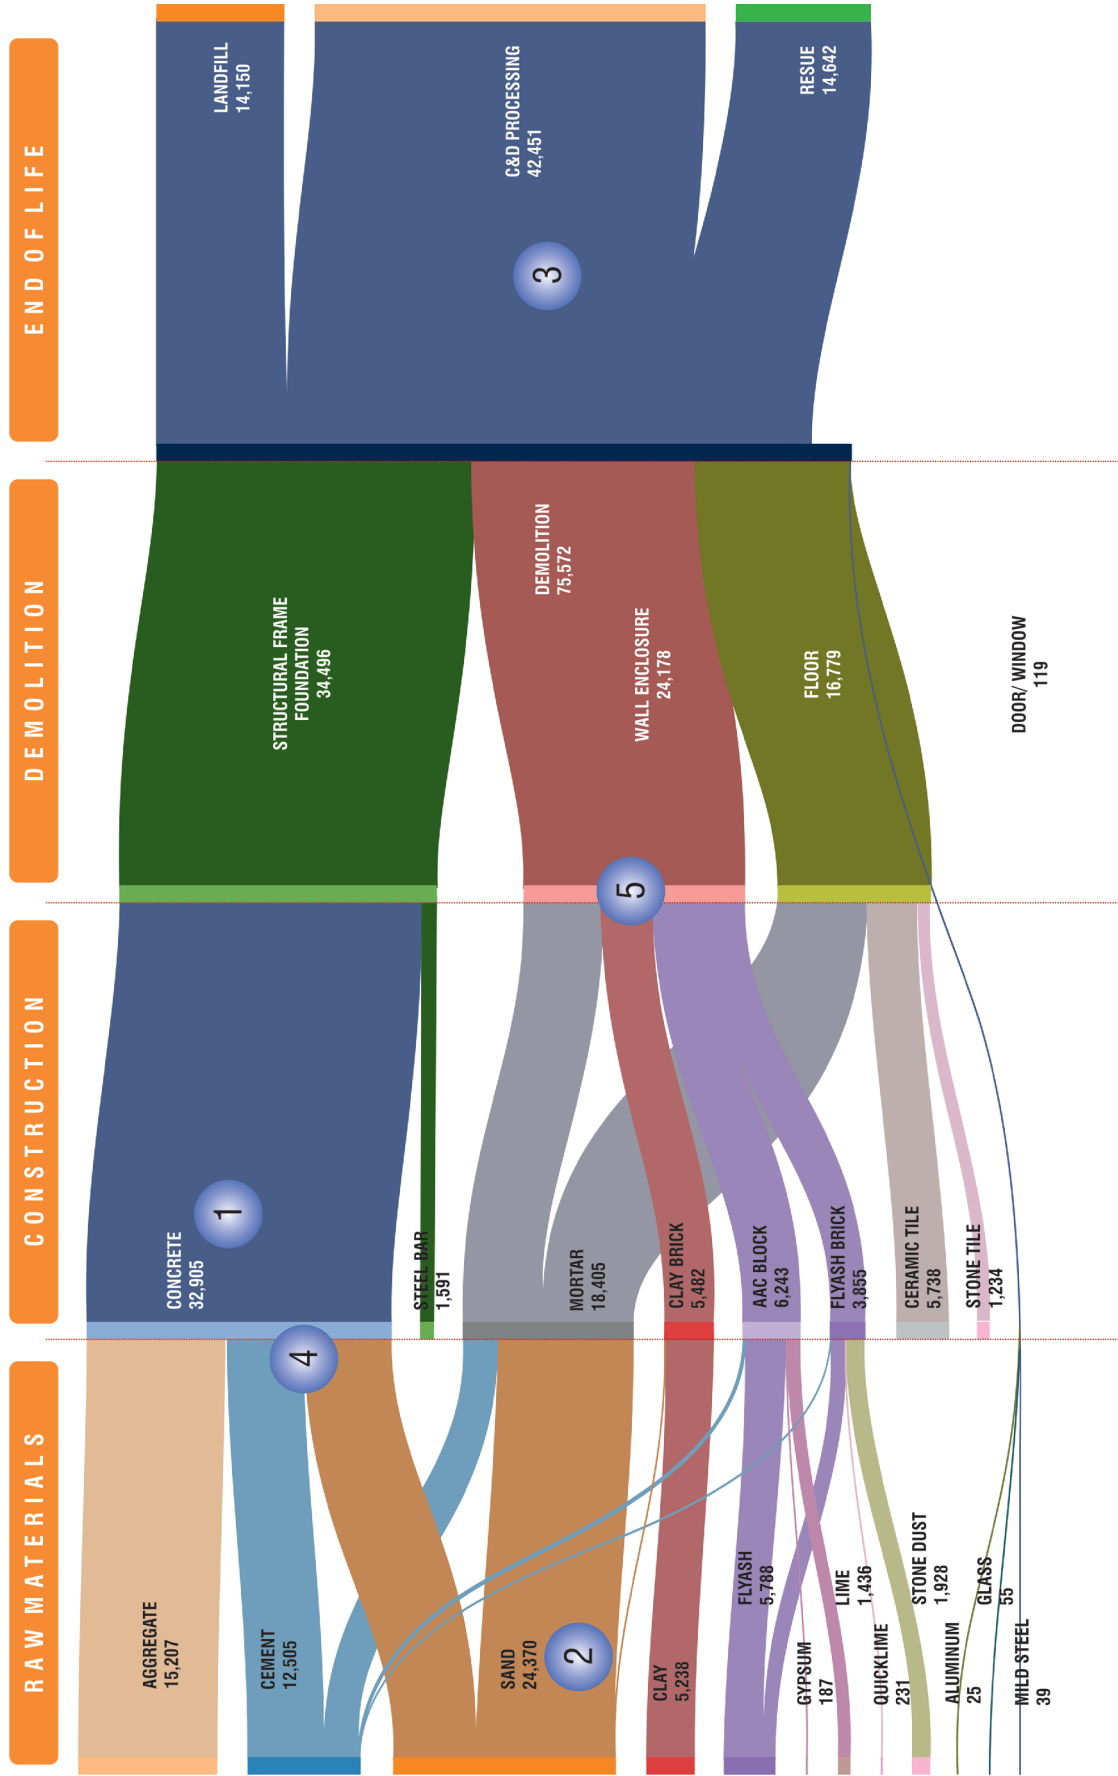 RAW MATERIALS
CONSTRUCTION
DEMOLITION
END OF LIFE
AGGREGATE
15,207
CEMENT
12,505
SAND
24,370
2
CLAY
5,238
FLYASH
5,788
GYPSUM
187
LIME
1,436
QUICKLIME
231
STONE DUST
1,928
ALUMINUM
25
GLASS
55
MILD STEEL
39
4
CONCRETE
32,905
1
STEEL BAR
1,591
MORTAR
18,405
CLAY BRICK
5,482
AAC BLOCK
6,243
FLYASH BRICK
3,855
CERAMIC TILE
5,738
STONE TILE
1,234
5
STRUCTURAL FRAME
FOUNDATION
34,496
DEMOLITION
75,572
WALL ENCLOSURE
24,178
FLOOR
16,779
DOOR/ WINDOW
119
LANDFILL
14,150
C&D PROCESSING
42,451
3
RESUE
14,642